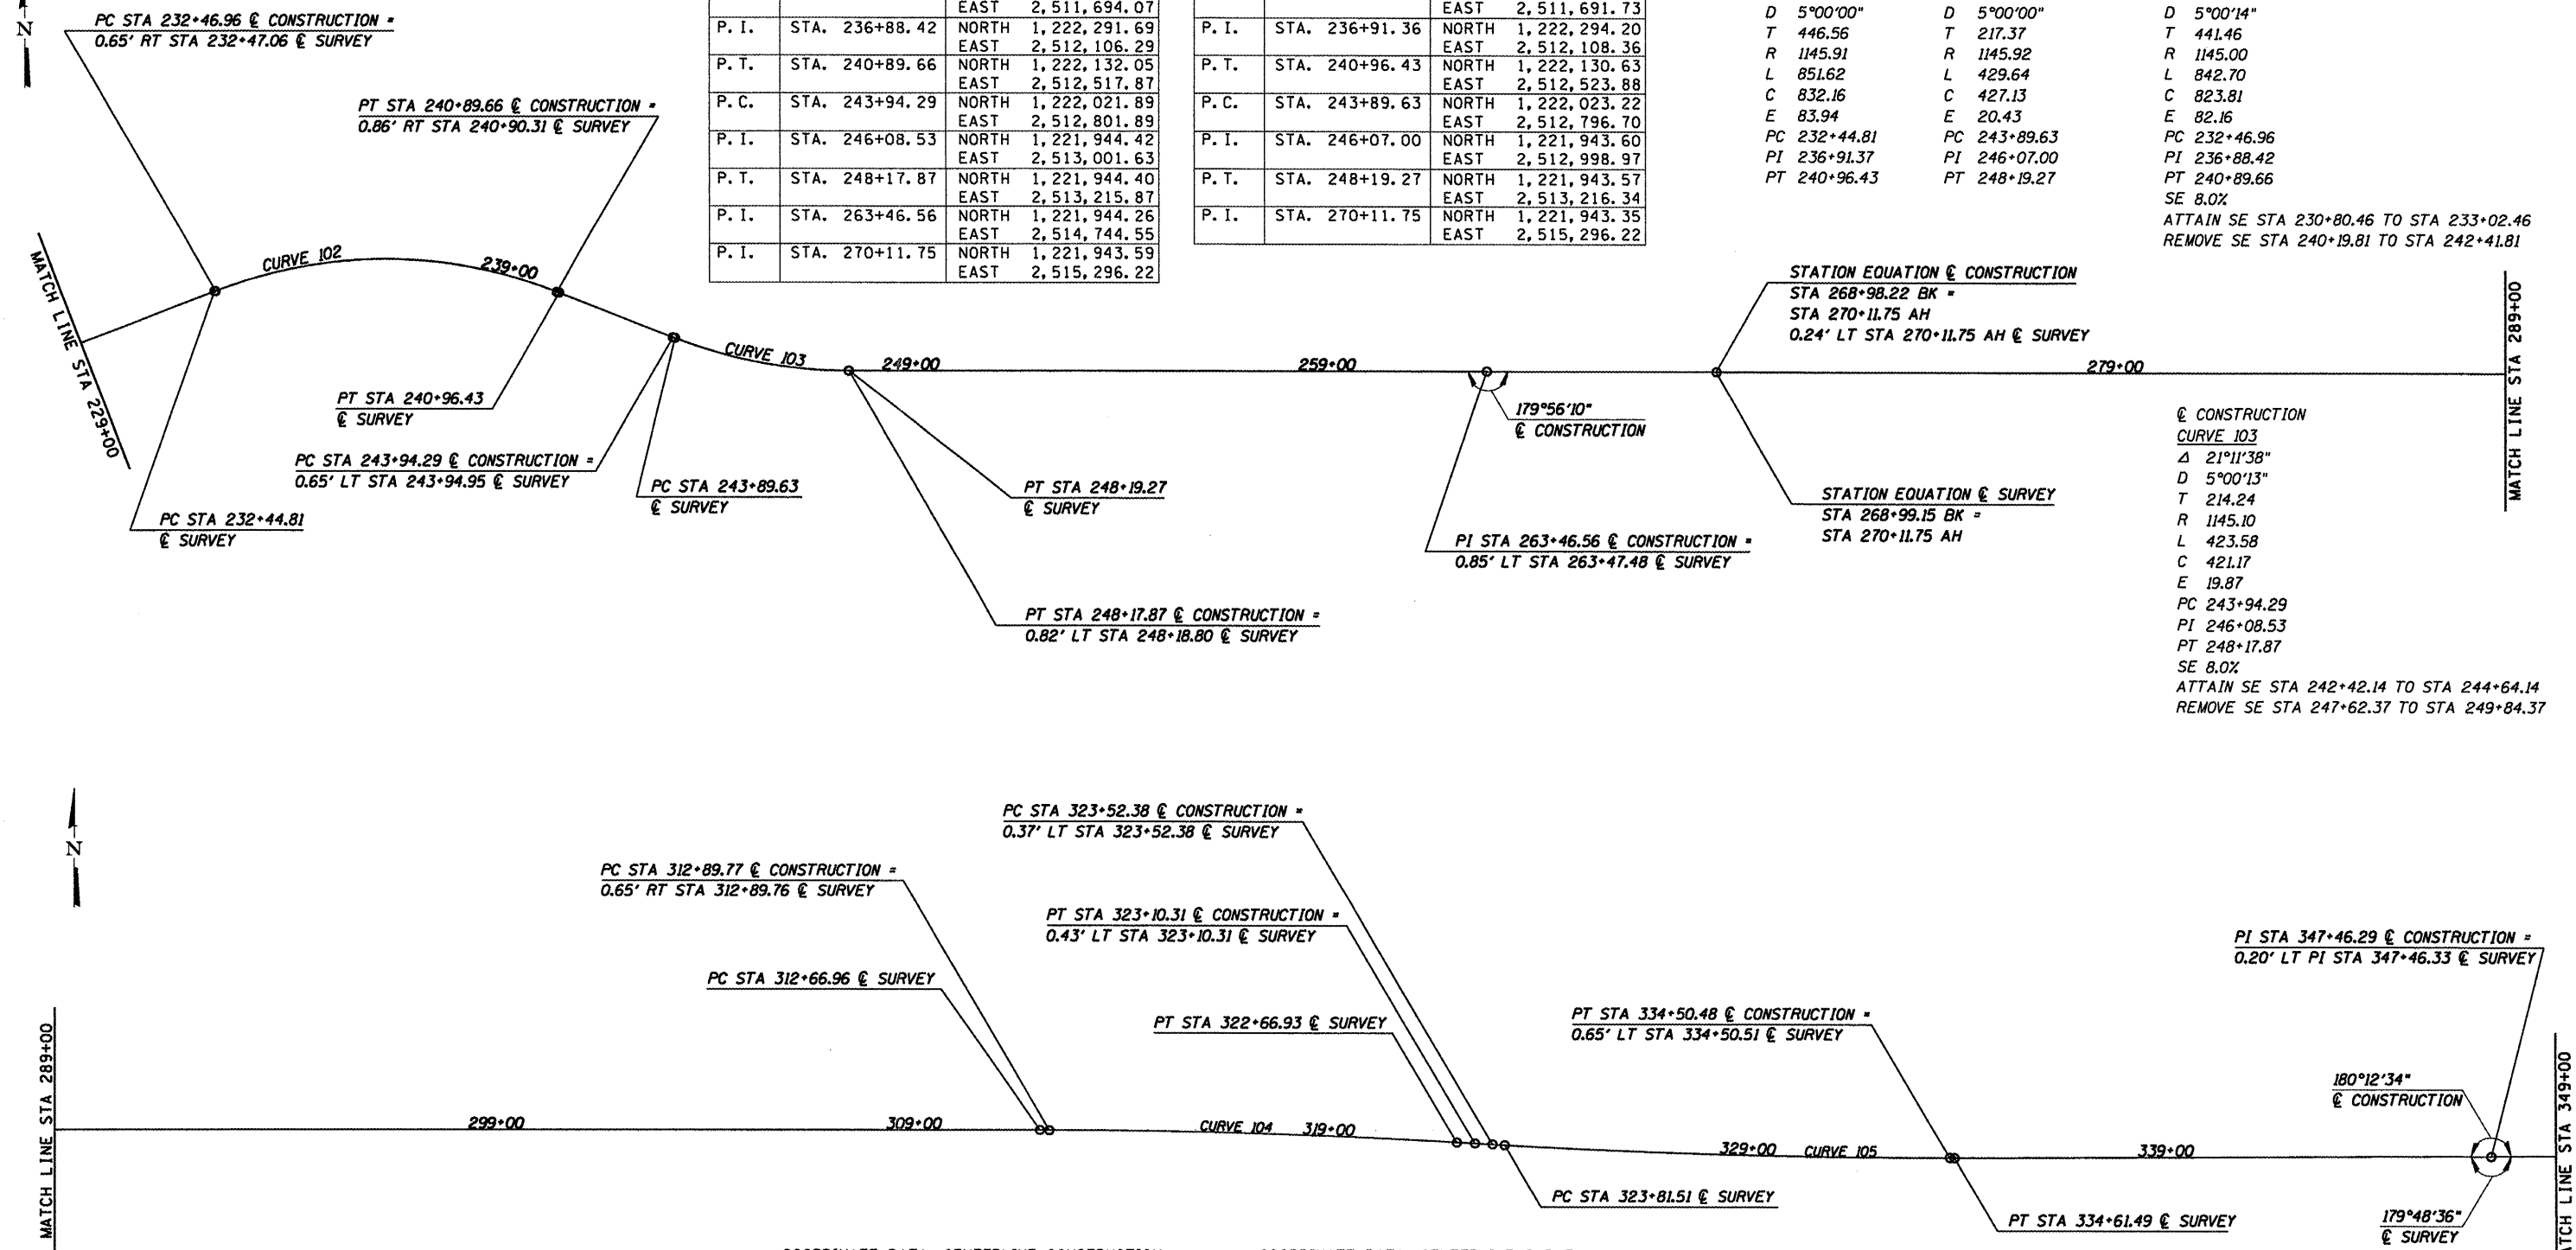 N
PC STA 232+46.96 ℄ CONSTRUCTION =
0.65' RT STA 232+47.06 ℄ SURVEY
PT STA 240+89.66 ℄ CONSTRUCTION =
0.86' RT STA 240+90.31 ℄ SURVEY
EAST 2,511,694.07
P.I. STA. 236+88.42 NORTH 1,222,291.69
EAST 2,512,106.29
P.T. STA. 240+89.66 NORTH 1,222,132.05
EAST 2,512,517.87
P.C. STA. 243+94.29 NORTH 1,222,021.89
EAST 2,512,801.89
P.I. STA. 246+08.53 NORTH 1,221,944.42
EAST 2,513,001.63
P.T. STA. 248+17.87 NORTH 1,221,944.40
EAST 2,513,215.87
P.I. STA. 263+46.56 NORTH 1,221,944.26
EAST 2,514,744.55
P.I. STA. 270+11.75 NORTH 1,221,943.59
EAST 2,515,296.22
EAST 2,511,691.73
P.I. STA. 236+91.36 NORTH 1,222,294.20
EAST 2,512,108.36
P.T. STA. 240+96.43 NORTH 1,222,130.63
EAST 2,512,523.88
P.C. STA. 243+89.63 NORTH 1,222,023.22
EAST 2,512,796.70
P.I. STA. 246+07.00 NORTH 1,221,943.60
EAST 2,512,998.97
P.T. STA. 248+19.27 NORTH 1,221,943.57
EAST 2,513,216.34
P.I. STA. 270+11.75 NORTH 1,221,943.35
EAST 2,515,296.22
D 5°00'00"
T 446.56
R 1145.91
L 851.62
C 832.16
E 83.94
PC 232+44.81
PI 236+91.37
PT 240+96.43
D 5°00'00"
T 217.37
R 1145.92
L 429.64
C 427.13
E 20.43
PC 243+89.63
PI 246+07.00
PT 248+19.27
D 5°00'14"
T 441.46
R 1145.00
L 842.70
C 823.81
E 82.16
PC 232+46.96
PI 236+88.42
PT 240+89.66
SE 8.0%
ATTAIN SE STA 230+80.46 TO STA 233+02.46
REMOVE SE STA 240+19.81 TO STA 242+41.81
MATCH LINE STA 229+00
CURVE 102
239+00
CURVE 103
249+00
259+00
279+00
MATCH LINE STA 289+00
STATION EQUATION ℄ CONSTRUCTION
STA 268+98.22 BK =
STA 270+11.75 AH
0.24' LT STA 270+11.75 AH ℄ SURVEY
PT STA 240+96.43
℄ SURVEY
PC STA 243+94.29 ℄ CONSTRUCTION =
0.65' LT STA 243+94.95 ℄ SURVEY
PC STA 232+44.81
℄ SURVEY
PC STA 243+89.63
℄ SURVEY
PT STA 248+19.27
℄ SURVEY
PT STA 248+17.87 ℄ CONSTRUCTION =
0.82' LT STA 248+18.80 ℄ SURVEY
179°56'10"
℄ CONSTRUCTION
PI STA 263+46.56 ℄ CONSTRUCTION =
0.85' LT STA 263+47.48 ℄ SURVEY
STATION EQUATION ℄ SURVEY
STA 268+99.15 BK =
STA 270+11.75 AH
℄ CONSTRUCTION
CURVE 103
Δ 21°11'38"
D 5°00'13"
T 214.24
R 1145.10
L 423.58
C 421.17
E 19.87
PC 243+94.29
PI 246+08.53
PT 248+17.87
SE 8.0%
ATTAIN SE STA 242+42.14 TO STA 244+64.14
REMOVE SE STA 247+62.37 TO STA 249+84.37
N
PC STA 323+52.38 ℄ CONSTRUCTION =
0.37' LT STA 323+52.38 ℄ SURVEY
PC STA 312+89.77 ℄ CONSTRUCTION =
0.65' RT STA 312+89.76 ℄ SURVEY
PT STA 323+10.31 ℄ CONSTRUCTION =
0.43' LT STA 323+10.31 ℄ SURVEY
PC STA 312+66.96 ℄ SURVEY
PT STA 322+66.93 ℄ SURVEY
PT STA 334+50.48 ℄ CONSTRUCTION =
0.65' LT STA 334+50.51 ℄ SURVEY
PI STA 347+46.29 ℄ CONSTRUCTION =
0.20' LT PI STA 347+46.33 ℄ SURVEY
180°12'34"
℄ CONSTRUCTION
MATCH LINE STA 289+00
299+00
309+00
CURVE 104
319+00
329+00
CURVE 105
339+00
MATCH LINE STA 349+00
PC STA 323+81.51 ℄ SURVEY
PT STA 334+61.49 ℄ SURVEY
179°48'36"
℄ SURVEY